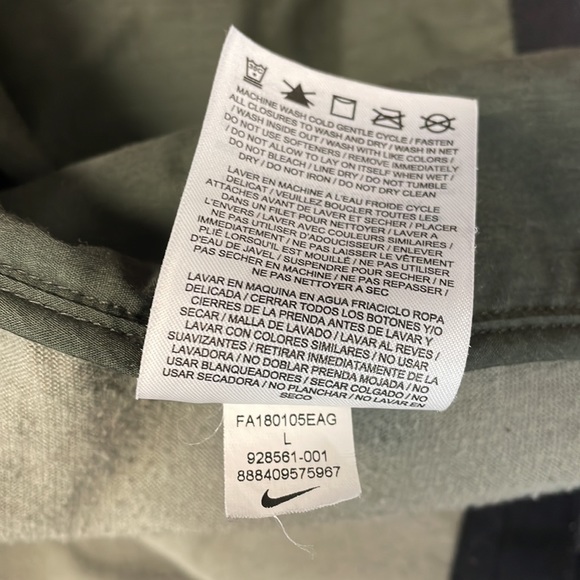 MACHINE WASH COLD GENTLE CYCLE / FASTEN
ALL CLOSURES TO WASH AND DRY / WASH IN NET
/ WASH INSIDE OUT / WASH WITH LIKE COLORS /
DO NOT USE SOFTENERS / REMOVE IMMEDIATELY
/ DO NOT ALLOW TO LAY ON ITSELF WHEN WET /
DO NOT BLEACH / LINE DRY / DO NOT TUMBLE
DRY / DO NOT IRON / DO NOT DRY CLEAN
LAVER EN MACHINE A L'EAU FROIDE CYCLE
DELICAT / VEUILLEZ BOUCLER TOUTES LES
ATTACHES AVANT DE LAVER ET SECHER / PLACER
DANS UN FILET POUR NETTOYER / LAVER A
L'ENVERS / LAVER AVEC COULEURS SIMILAIRES /
NE PAS UTILISER D'ADOUCISSEUR / ENLEVER
IMMÉDIATEMENT / NE PAS LAISSER LE VÊTEMENT
PLIÉ LORSQU'IL EST MOUILLÉ / NE PAS UTILISER
D'EAU DE JAVEL / SUSPENDRE POUR SECHER / NE
PAS SECHER EN MACHINE / NE PAS REPASSER /
NE PAS NETTOYER A SEC
LAVAR EN MAQUINA EN AGUA FRIACICLO ROPA
DELICADA / CERRAR TODOS LOS BOTONES Y/O
CIERRES DE LA PRENDA ANTES DE LAVAR Y
SECAR / MALLA DE LAVADO / LAVAR AL REVES /
LAVAR CON COLORES SIMILARES / NO USAR
SUAVIZANTES / RETIRAR INMEDIATAMENTE DE LA
LAVADORA / NO DOBLAR PRENDA MOJADA / NO
USAR BLANQUEADORES / SECAR COLGADO / NO
USAR SECADORA / NO PLANCHAR / NO LAVAR EN
SECO
FA180105EAG
L
928561-001
888409575967